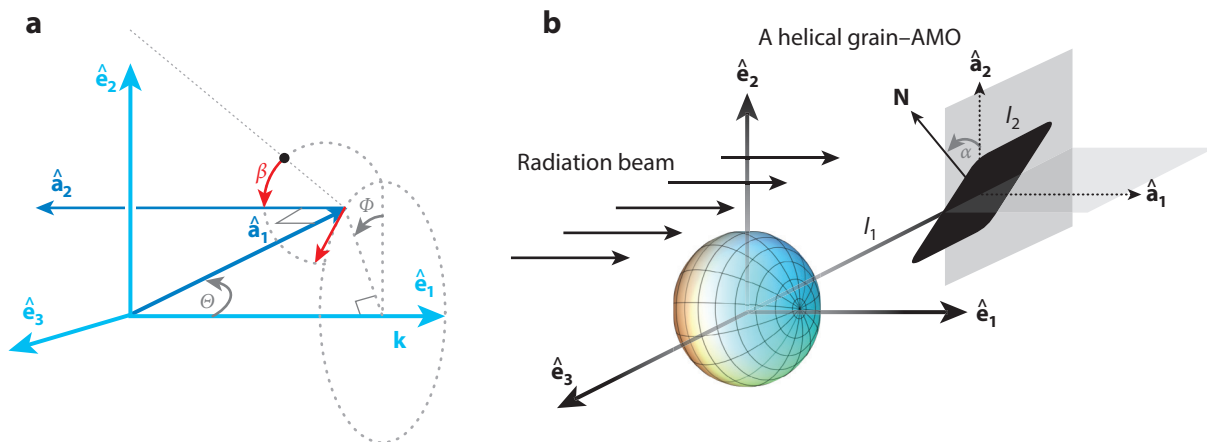 a
ê₂
β
Φ
â₂
â₁
Θ
ê₁
ê₃
k
b
A helical grain–AMO
ê₂
â₂
N
l₂
α
Radiation beam
â₁
l₁
ê₁
ê₃